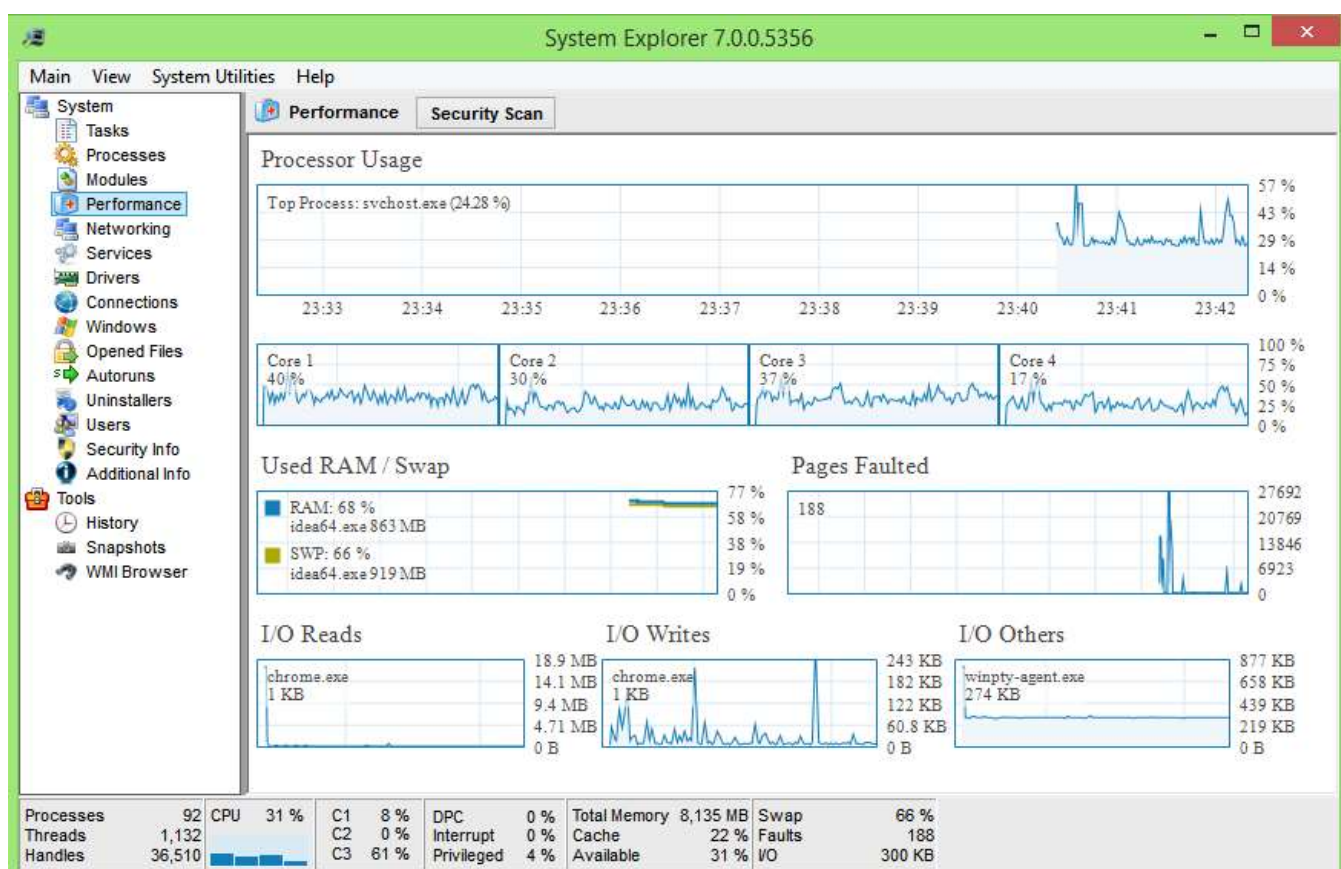 System Explorer 7.0.0.5356
Main View System Utilities Help
System
Tasks
Processes
Modules
Performance
Networking
Services
Drivers
Connections
Windows
Opened Files
Autoruns
Uninstallers
Users
Security Info
Additional Info
Tools
History
Snapshots
WMI Browser
Performance Security Scan
Processor Usage
Top Process: svchost.exe (24.28 %)
57 %
43 %
29 %
14 %
0 %
23:33 23:34 23:35 23:36 23:37 23:38 23:39 23:40 23:41 23:42
Core 1
40 %
Core 2
30 %
Core 3
37 %
Core 4
17 %
100 %
75 %
50 %
25 %
0 %
Used RAM / Swap
RAM: 68 %
idea64.exe 863 MB
SWP: 66 %
idea64.exe 919 MB
77 %
58 %
38 %
19 %
0 %
Pages Faulted
188
27692
20769
13846
6923
0
I/O Reads
chrome.exe
1 KB
18.9 MB
14.1 MB
9.4 MB
4.71 MB
0 B
I/O Writes
chrome.exe
1 KB
243 KB
182 KB
122 KB
60.8 KB
0 B
I/O Others
winpty-agent.exe
274 KB
877 KB
658 KB
439 KB
219 KB
0 B
Processes 92 CPU 31 % C1 8 % DPC 0 % Total Memory 8,135 MB Swap 66 %
Threads 1,132 C2 0 % Interrupt 0 % Cache 22 % Faults 188
Handles 36,510 C3 61 % Privileged 4 % Available 31 % I/O 300 KB